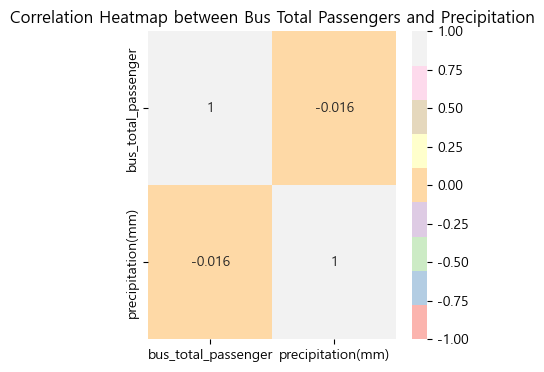 Correlation Heatmap between Bus Total Passengers and Precipitation
bus_total_passenger
precipitation(mm)
1
-0.016
-0.016
1
bus_total_passenger
precipitation(mm)
1.00
0.75
0.50
0.25
0.00
-0.25
-0.50
-0.75
-1.00